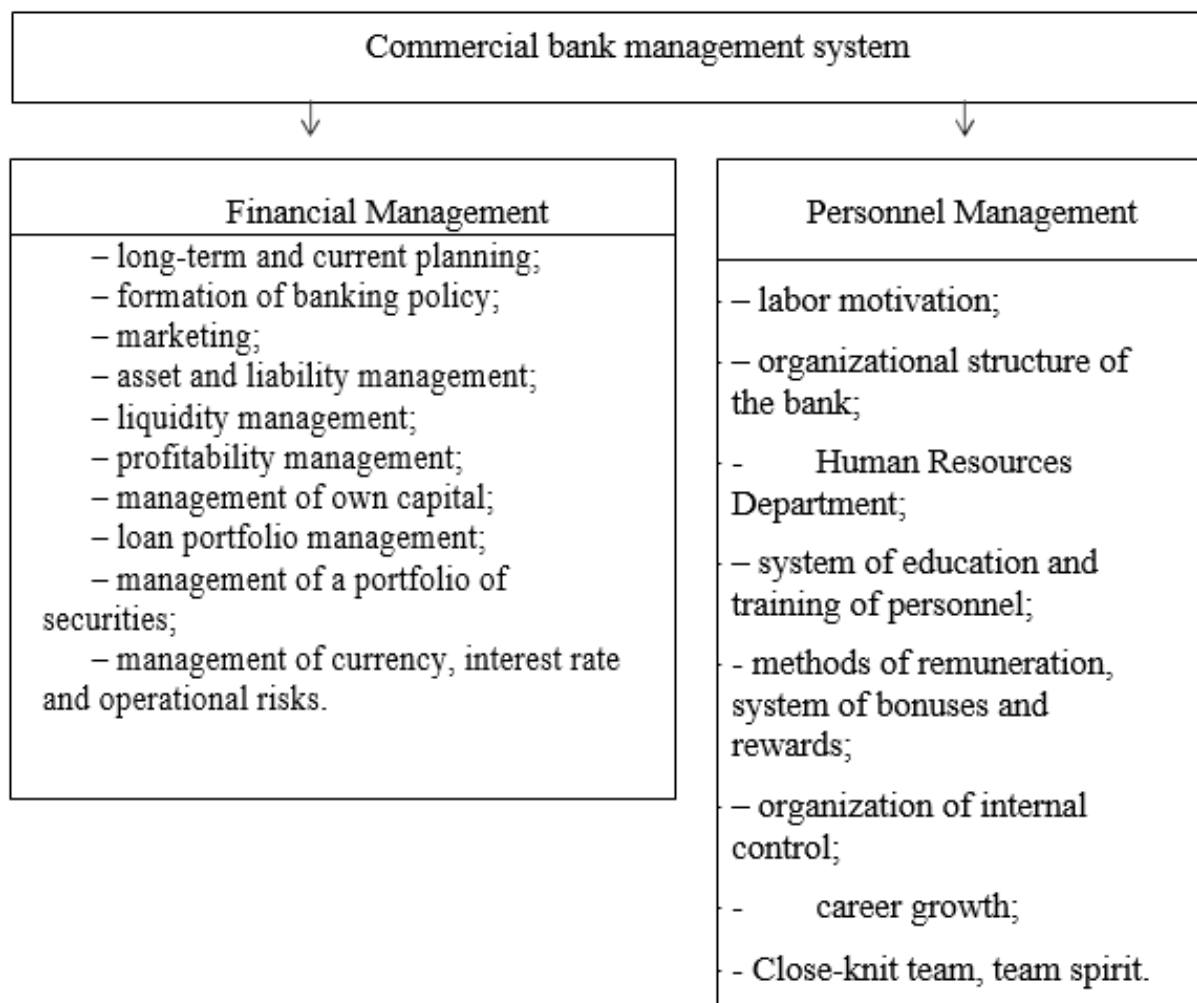 Commercial bank management system
Financial Management
– long-term and current planning;
– formation of banking policy;
– marketing;
– asset and liability management;
– liquidity management;
– profitability management;
– management of own capital;
– loan portfolio management;
– management of a portfolio of
securities;
– management of currency, interest rate
and operational risks.
Personnel Management
– labor motivation;
– organizational structure of
the bank;
- Human Resources
Department;
– system of education and
training of personnel;
- methods of remuneration,
system of bonuses and
rewards;
– organization of internal
control;
- career growth;
- Close-knit team, team spirit.